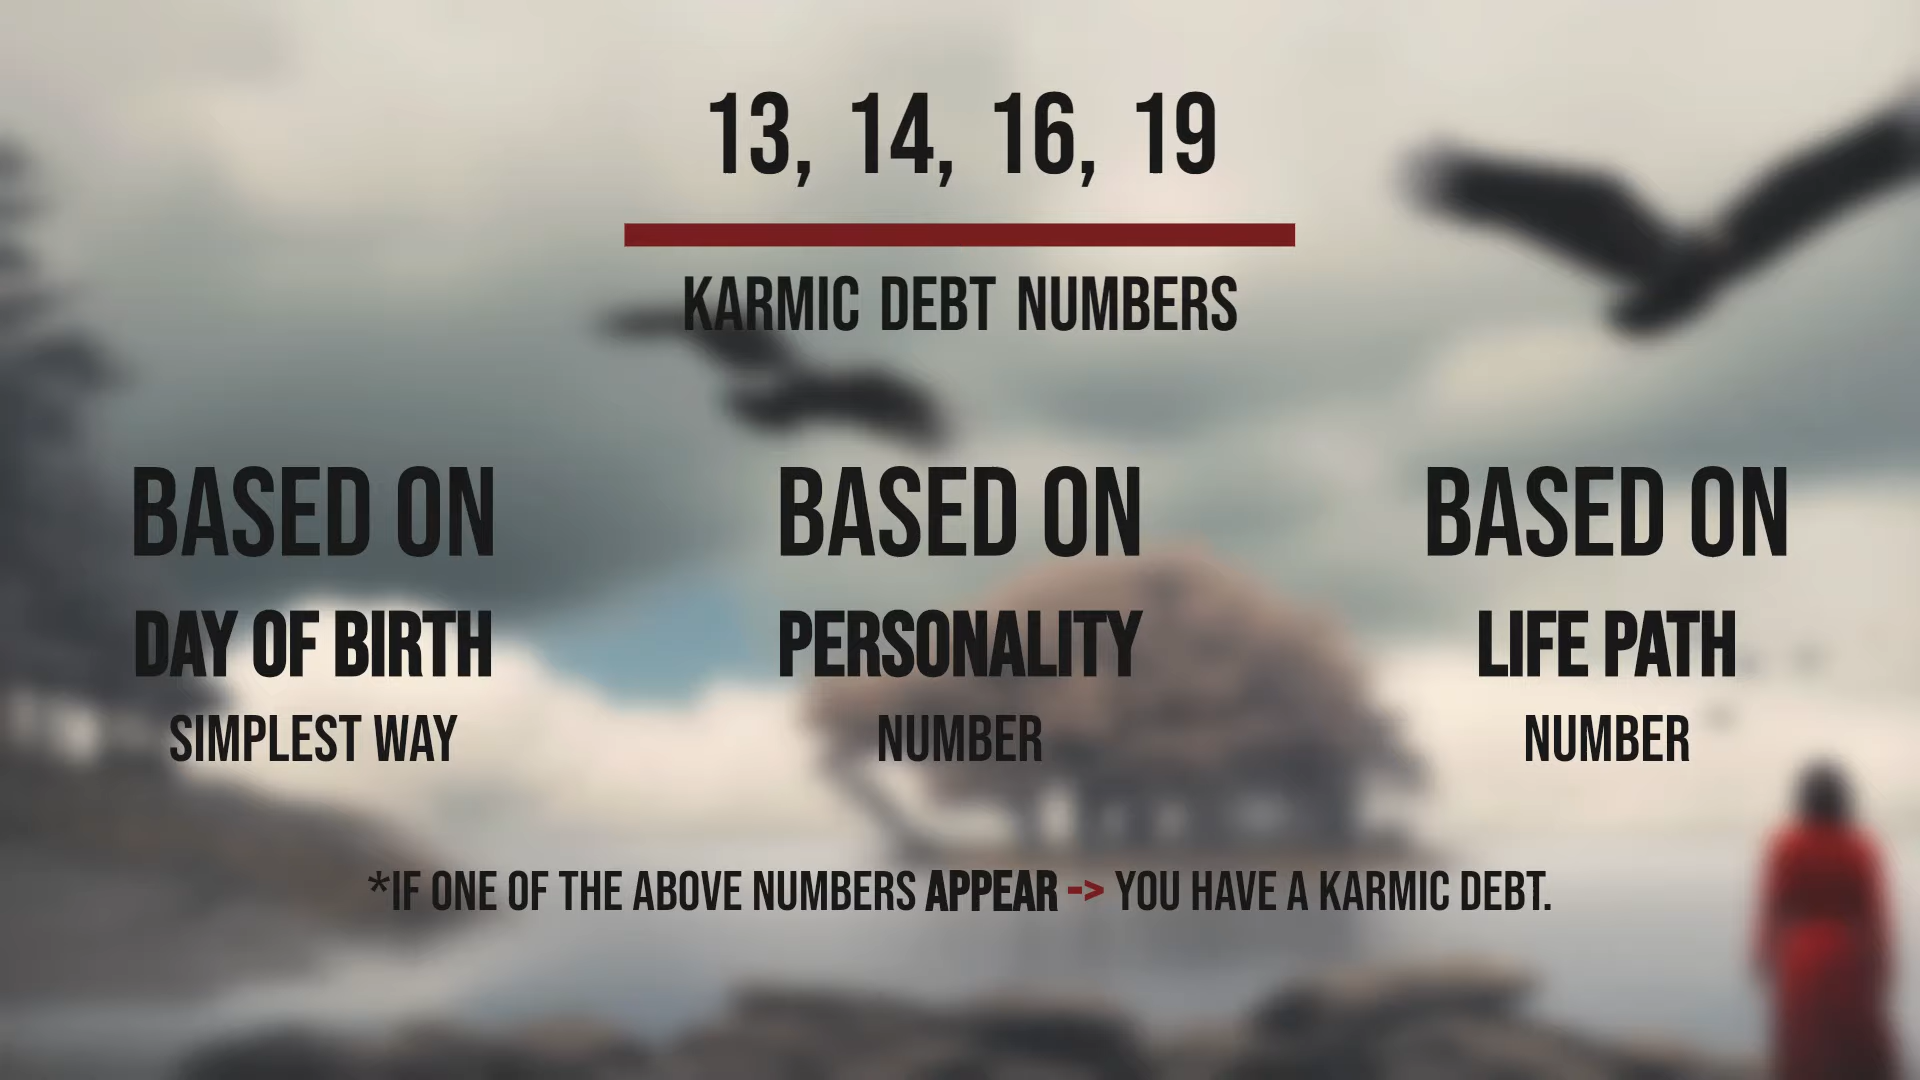 13, 14, 16, 19
KARMIC DEBT NUMBERS
BASED ON
DAY OF BIRTH
SIMPLEST WAY
BASED ON
PERSONALITY
NUMBER
BASED ON
LIFE PATH
NUMBER
*IF ONE OF THE ABOVE NUMBERS APPEAR -> YOU HAVE A KARMIC DEBT.